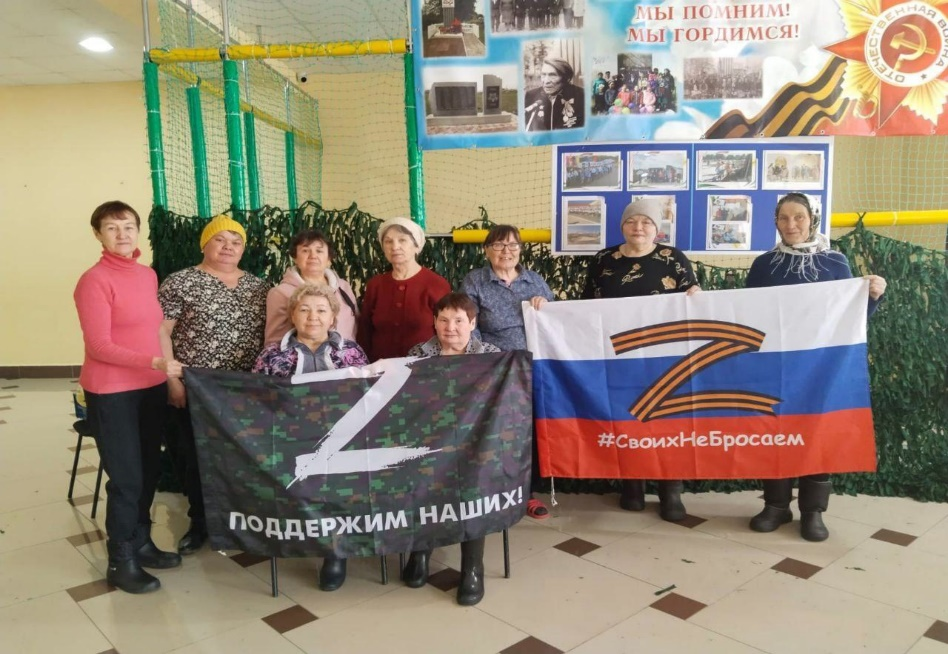 МЫ ПОМНИМ!
МЫ ГОРДИМСЯ!
ОТЕЧЕСТВЕННАЯ ВОЙНА
Z
ПОДДЕРЖИМ НАШИХ!
Z
#СвоихНеБросаем